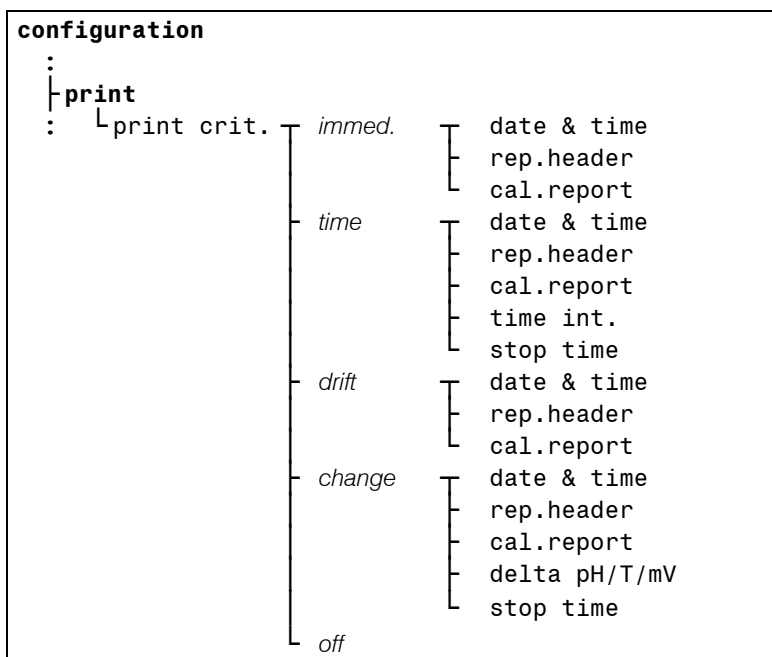 configuration
:
print
: print crit. immed. date & time
rep.header
cal.report
time date & time
rep.header
cal.report
time int.
stop time
drift date & time
rep.header
cal.report
change date & time
rep.header
cal.report
delta pH/T/mV
stop time
off